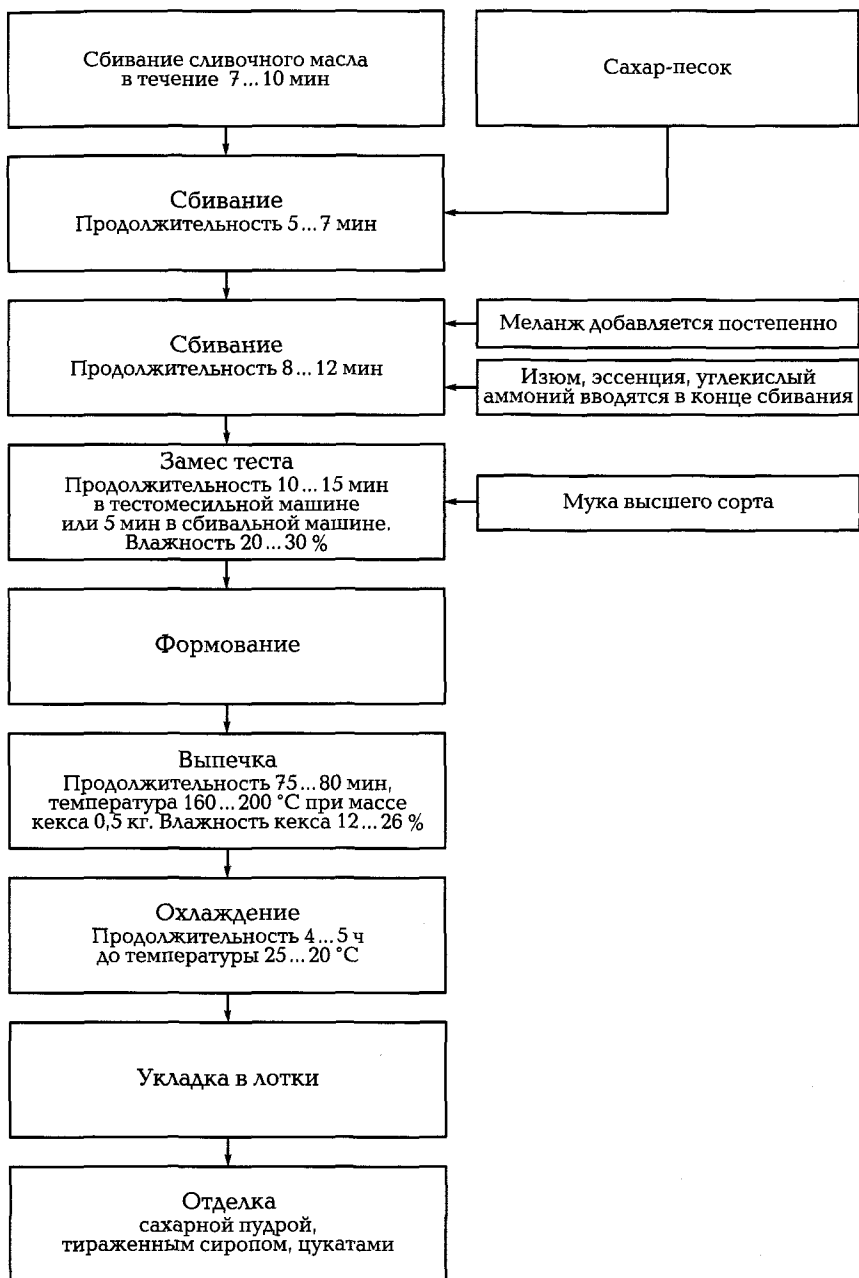 Сбивание сливочного масла
в течение 7... 10 мин
Сахар-песок
Сбивание
Продолжительность 5... 7 мин
Сбивание
Продолжительность 8... 12 мин
Меланж добавляется постепенно
Изюм, эссенция, углекислый
аммоний вводятся в конце сбивания
Замес теста
Продолжительность 10... 15 мин
в тестомесильной машине
или 5 мин в сбивальной машине.
Влажность 20... 30 %
Мука высшего сорта
Формование
Выпечка
Продолжительность 75... 80 мин,
температура 160... 200 °С при массе
кекса 0,5 кг. Влажность кекса 12... 26 %
Охлаждение
Продолжительность 4... 5 ч
до температуры 25... 20 °С
Укладка в лотки
Отделка
сахарной пудрой,
тираженным сиропом, цукатами